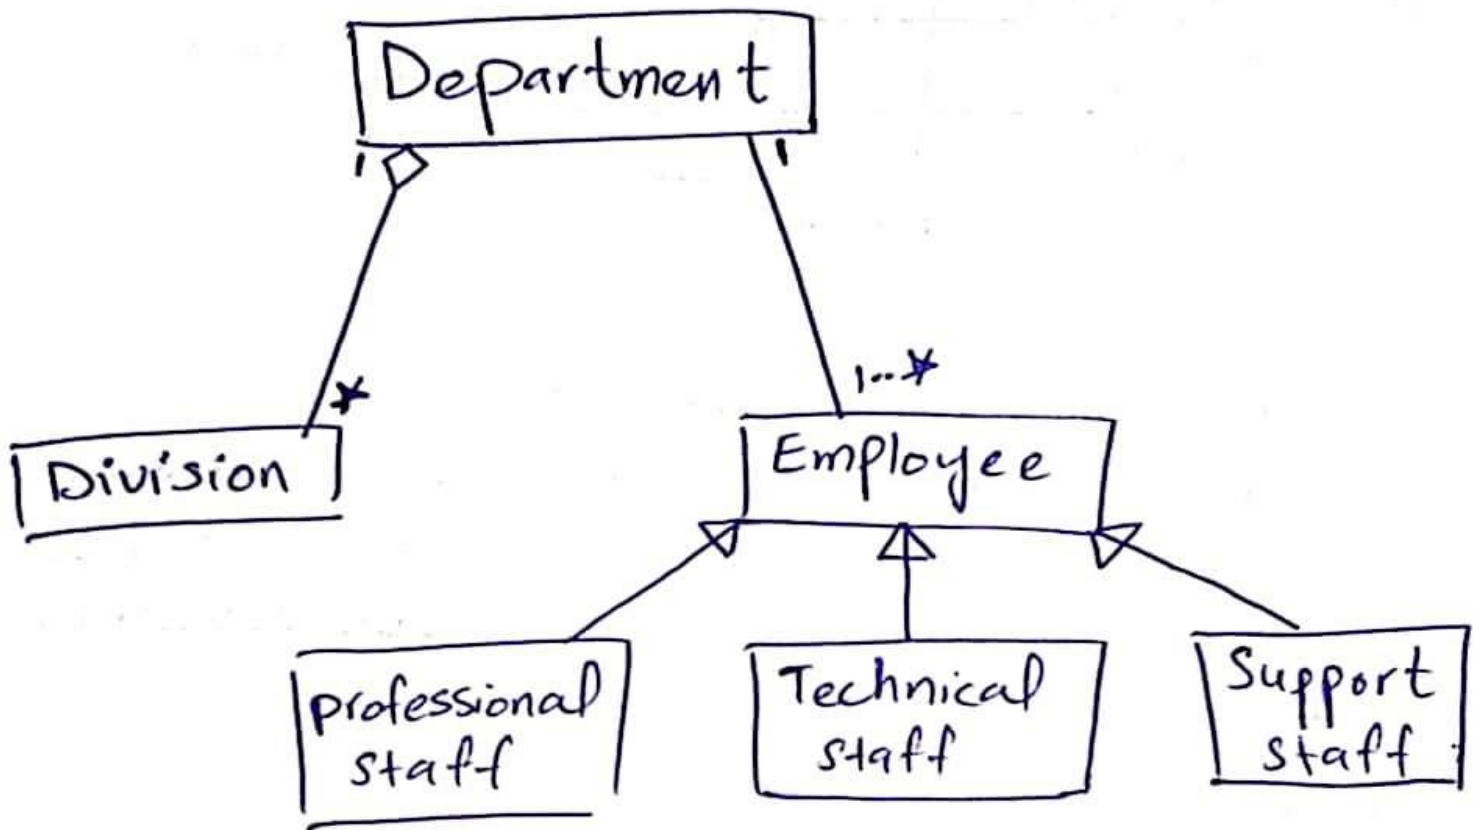 Department
1
1
*
1..*
Division
Employee
professional
staff
Technical
staff
Support
staff